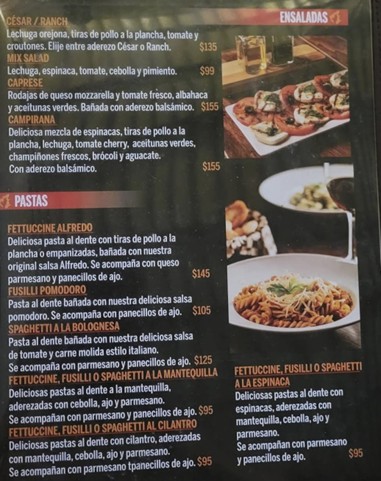 ENSALADAS
CÉSAR / RANCH
Lechuga orejona, tiras de pollo a la plancha, tomate y
croutones. Elije entre aderezo César o Ranch. $135
MIX SALAD
Lechuga, espinaca, tomate, cebolla y pimiento. $99
CAPRESE
Rodajas de queso mozzarella y tomate fresco, albahaca
y aceitunas verdes. Bañada con aderezo balsámico. $155
CAMPIRANA
Deliciosa mezcla de espinacas, tiras de pollo a la
plancha, lechuga, tomate cherry, aceitunas verdes,
champiñones frescos, brócoli y aguacate.
Con aderezo balsámico. $155
PASTAS
FETTUCCINE ALFREDO
Deliciosa pasta al dente con tiras de pollo a la
plancha o empanizadas, bañada con nuestra
original salsa Alfredo. Se acompaña con queso
parmesano y panecillos de ajo. $145
FUSILLI POMODORO
Pasta al dente bañada con nuestra deliciosa salsa
pomodoro. Se acompaña con panecillos de ajo. $105
SPAGHETTI A LA BOLOGNESA
Pasta al dente bañada con nuestra deliciosa salsa
de tomate y carne molida estilo italiano.
Se acompaña con parmesano y panecillos de ajo. $125
FETTUCCINE, FUSILLI O SPAGHETTI A LA MANTEQUILLA
Deliciosas pastas al dente a la mantequilla,
aderezadas con cebolla, ajo y parmesano.
Se acompañan con parmesano y panecillos de ajo. $95
FETTUCCINE, FUSILLI O SPAGHETTI AL CILANTRO
Deliciosas pastas al dente con cilantro, aderezadas
con mantequilla, cebolla, ajo y parmesano.
Se acompañan con parmesano tpanecillos de ajo. $95
FETTUCCINE, FUSILLI O SPAGHETTI
A LA ESPINACA
Deliciosas pastas al dente con
espinacas, aderezadas con
mantequilla, cebolla, ajo y
parmesano.
Se acompañan con parmesano
y panecillos de ajo. $95